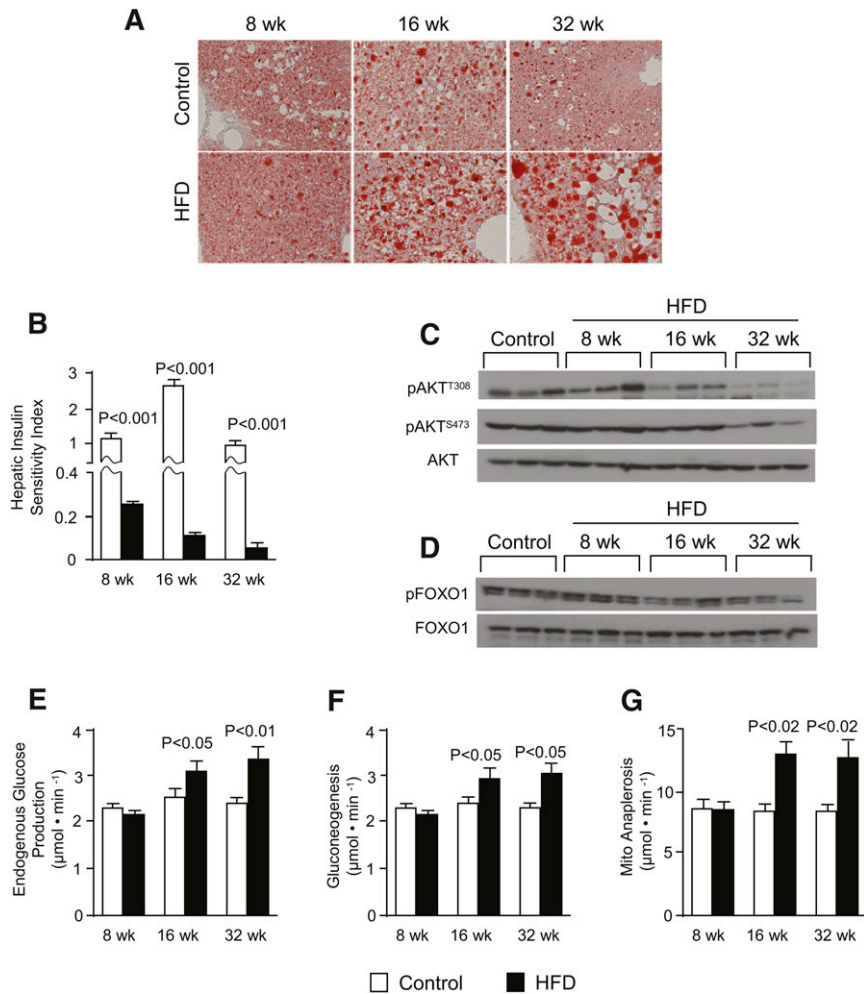 A
8 wk
16 wk
32 wk
Control
HFD
B
Hepatic Insulin
Sensitivity Index
3
2
1
0.4
0.2
0
P<0.001
P<0.001
P<0.001
8 wk
16 wk
32 wk
C
HFD
Control
8 wk
16 wk
32 wk
pAKTᵀ³⁰⁸
pAKTˢ⁴⁷³
AKT
D
HFD
Control
8 wk
16 wk
32 wk
pFOXO1
FOXO1
E
Endogenous Glucose
Production
(μmol • min ⁻¹)
4
3
2
1
0
P<0.05
P<0.01
8 wk
16 wk
32 wk
F
Gluconeogenesis
(μmol • min ⁻¹)
4
3
2
1
0
P<0.05
P<0.05
8 wk
16 wk
32 wk
G
Mito Anaplerosis
(μmol • min ⁻¹)
15
10
5
0
P<0.02
P<0.02
8 wk
16 wk
32 wk
Control
HFD